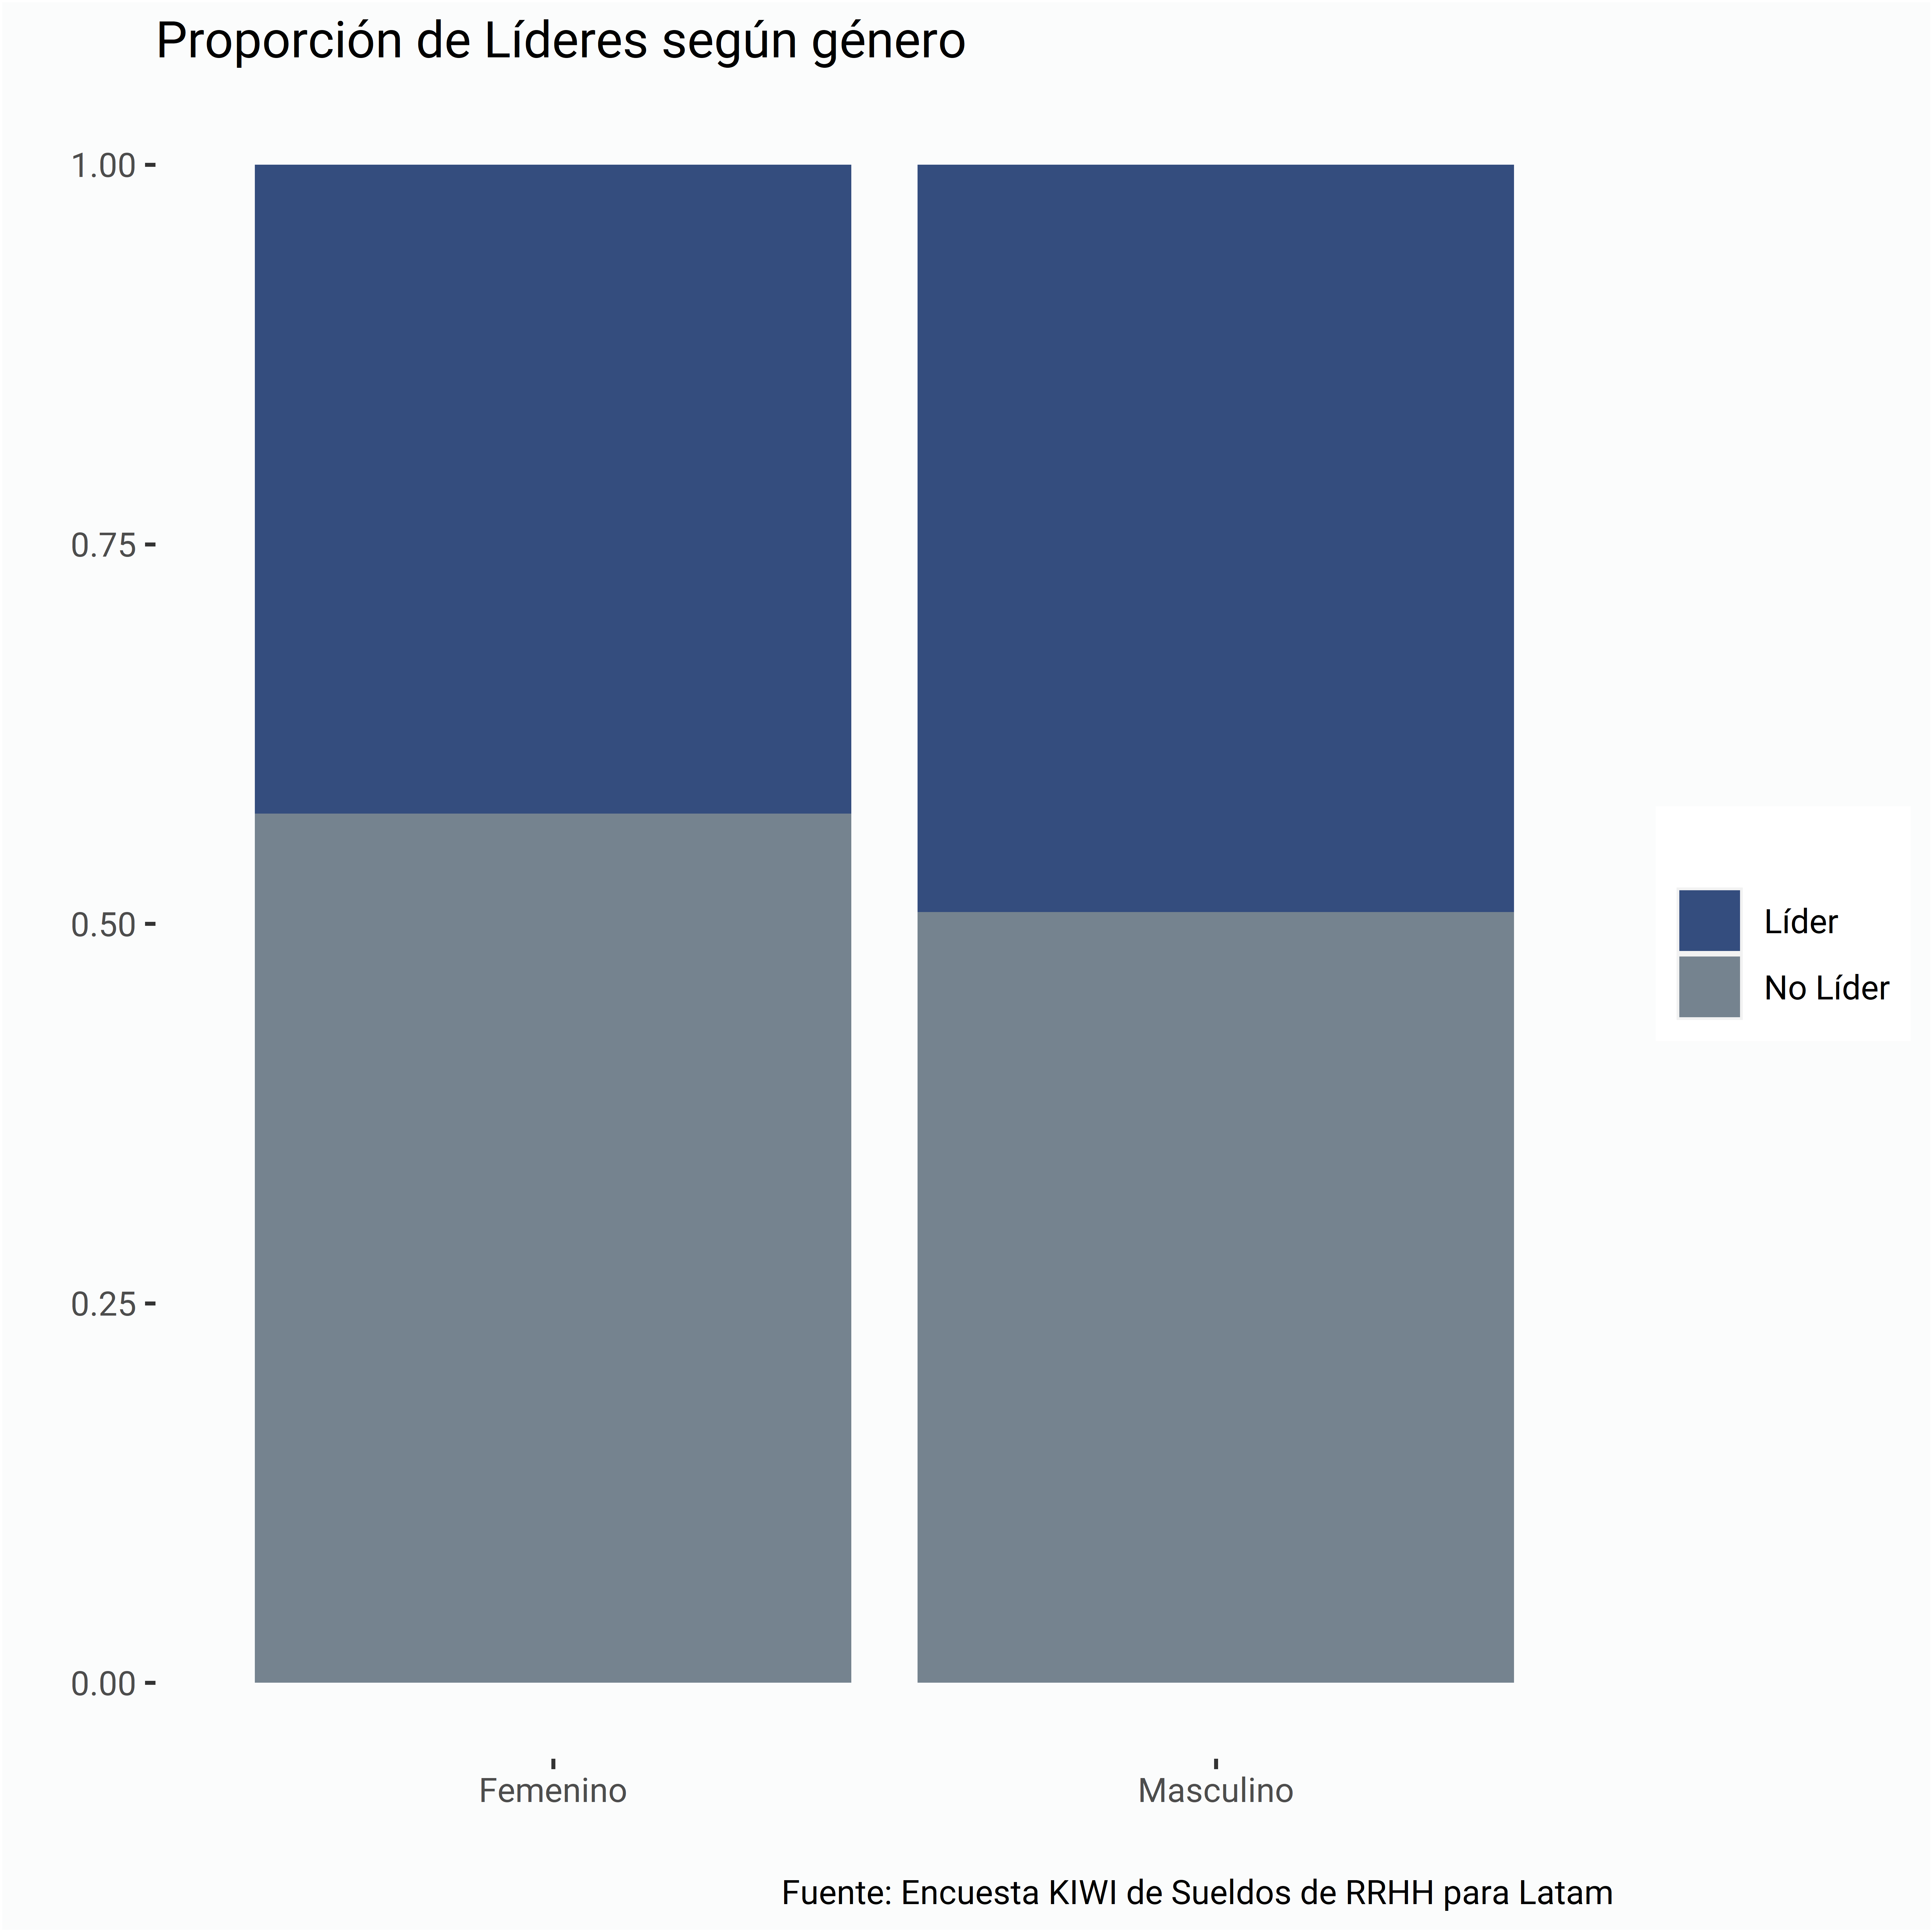 Proporción de Líderes según género
1.00
0.75
0.50
0.25
0.00
Femenino
Masculino
Líder
No Líder
Fuente: Encuesta KIWI de Sueldos de RRHH para Latam